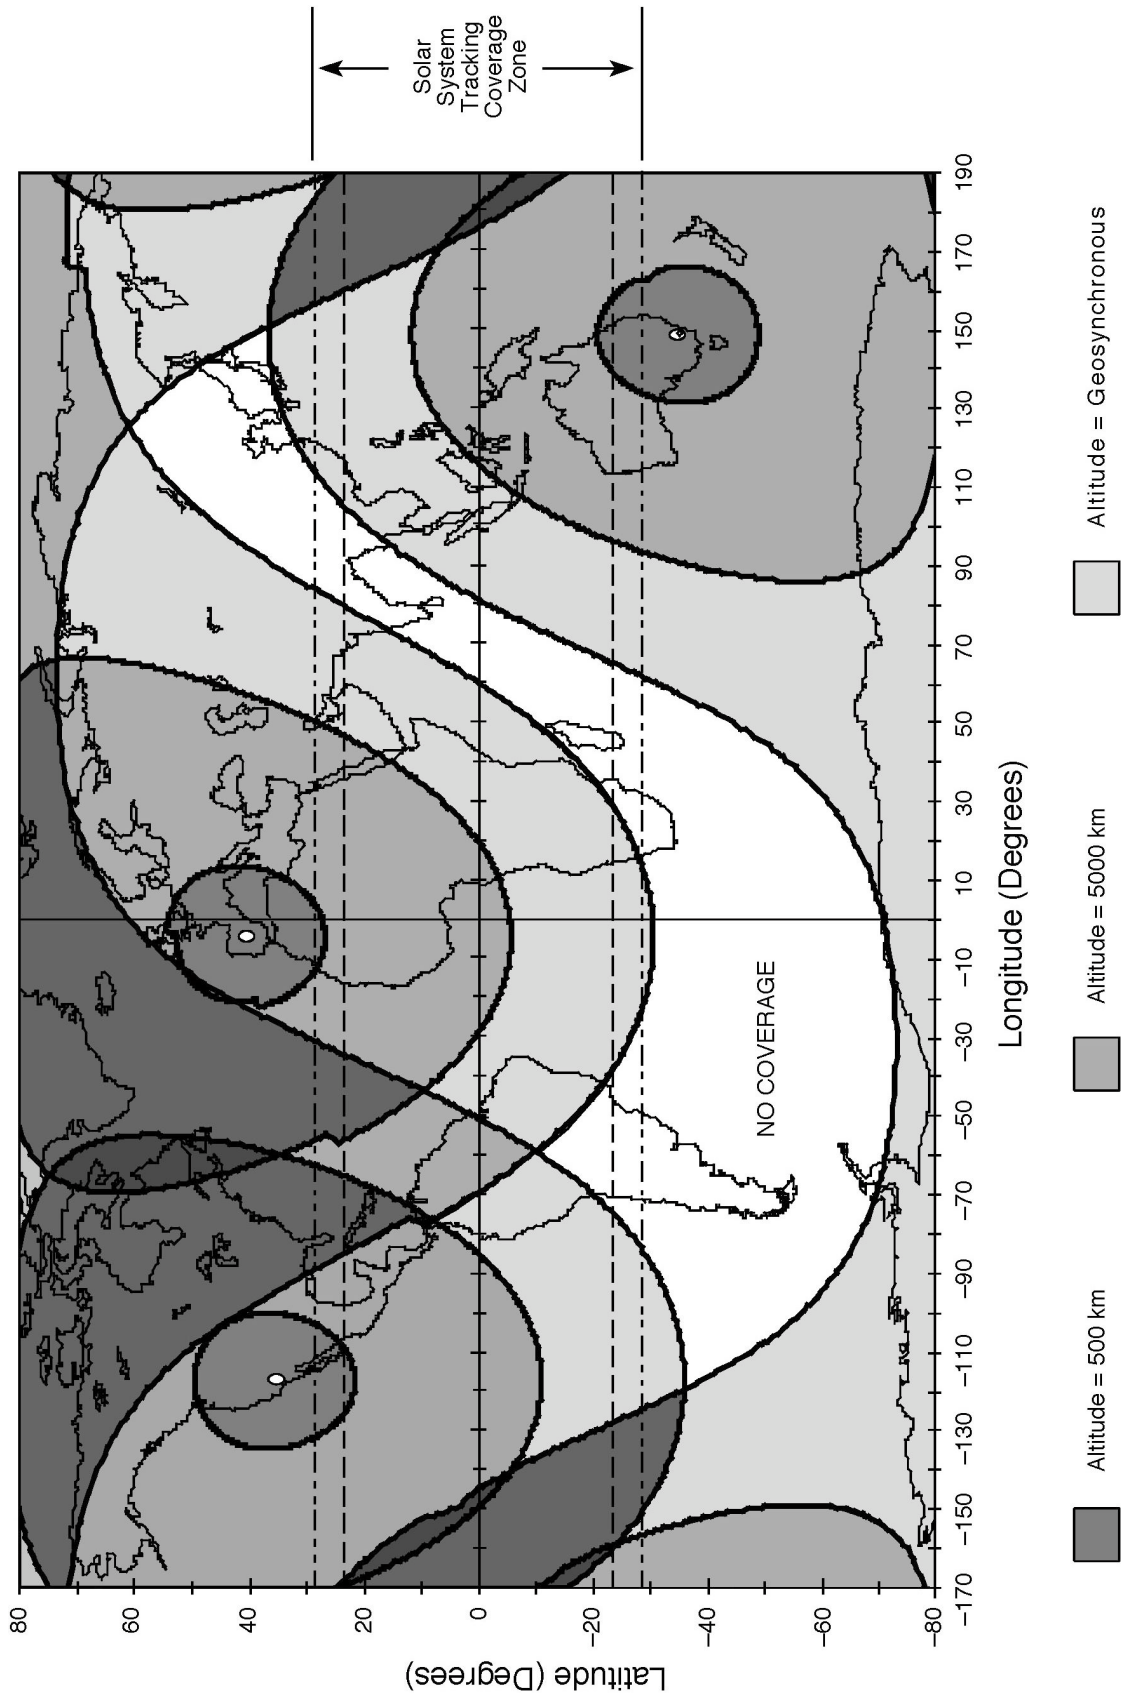 Solar
System
Tracking
Coverage
Zone
80
60
40
20
0
−20
−40
−60
−80
Latitude (Degrees)
NO COVERAGE
−170
−150
−130
−110
−90
−70
−50
−30
−10
10
30
50
70
90
110
130
150
170
190
Longitude (Degrees)
Altitude = 500 km
Altitude = 5000 km
Altitude = Geosynchronous